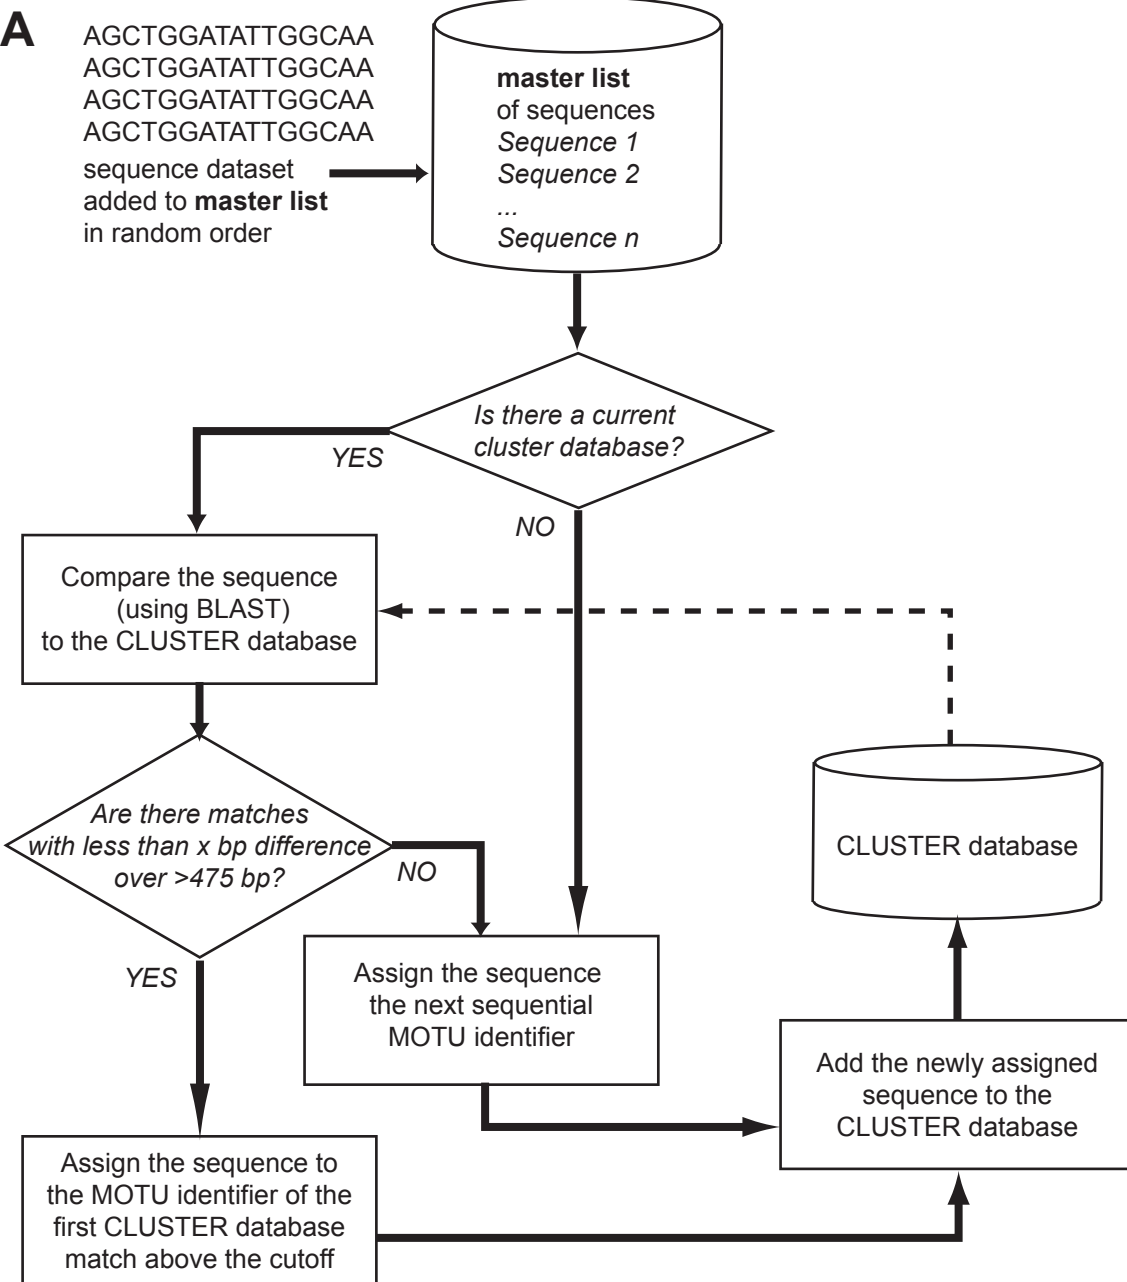 A
AGCTGGATATTGGCAA
AGCTGGATATTGGCAA
AGCTGGATATTGGCAA
AGCTGGATATTGGCAA
sequence dataset
added to master list
in random order
master list
of sequences
Sequence 1
Sequence 2
...
Sequence n
Is there a current
cluster database?
YES
NO
Compare the sequence
(using BLAST)
to the CLUSTER database
Are there matches
with less than x bp difference
over >475 bp?
NO
YES
CLUSTER database
Assign the sequence
the next sequential
MOTU identifier
Add the newly assigned
sequence to the
CLUSTER database
Assign the sequence to
the MOTU identifier of the
first CLUSTER database
match above the cutoff